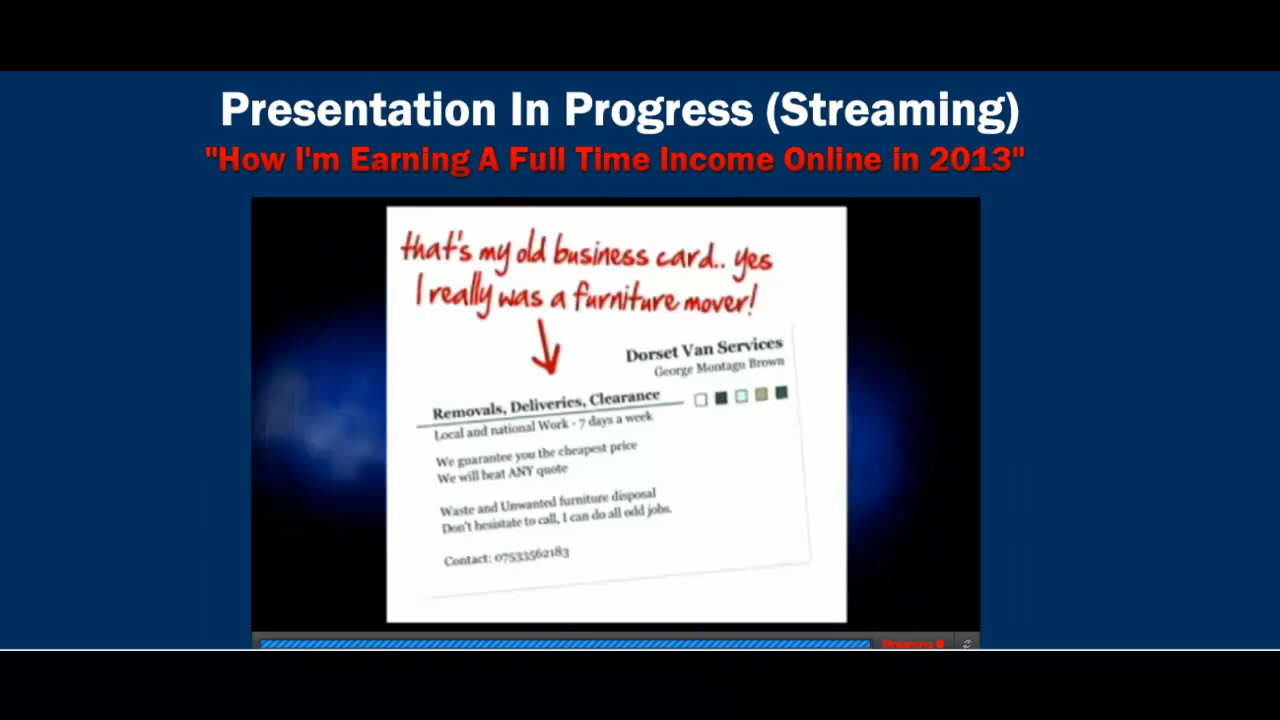 Presentation In Progress (Streaming)
"How I'm Earning A Full Time Income Online in 2013"
that's my old business card.. yes
I really was a furniture mover!
Dorset Van Services
George Montagu Brown
Removals, Deliveries, Clearance
Local and national Work - 7 days a week
We guarantee you the cheapest price
We will beat ANY quote
Waste and Unwanted furniture disposal
Don't hesistate to call, I can do all odd jobs.
Contact: 07533562183
Streaming